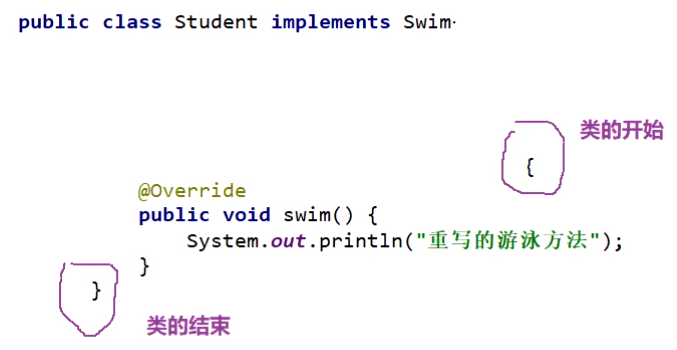 public class Student implements Swim
类的开始
{
@Override
public void swim() {
System.out.println("重写的游泳方法");
}
}
类的结束